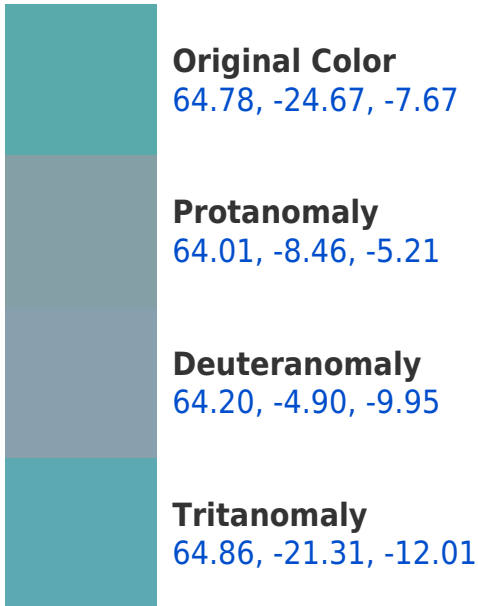 Original Color
64.78, -24.67, -7.67
Protanomaly
64.01, -8.46, -5.21
Deuteranomaly
64.20, -4.90, -9.95
Tritanomaly
64.86, -21.31, -12.01